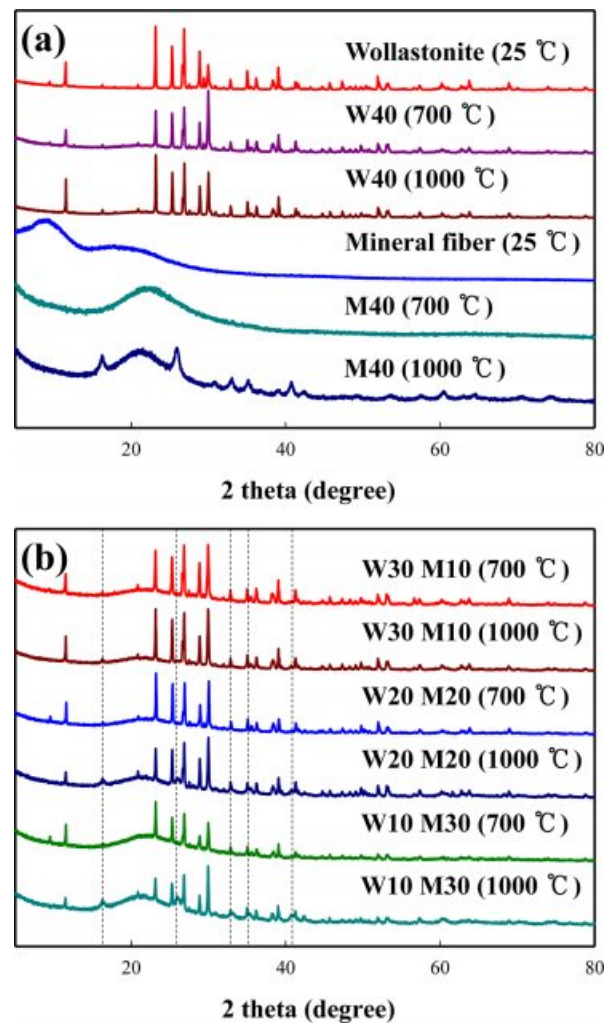 (a)
Wollastonite (25 ℃)
W40 (700 ℃)
W40 (1000 ℃)
Mineral fiber (25 ℃)
M40 (700 ℃)
M40 (1000 ℃)
20 40 60 80
2 theta (degree)
(b)
W30 M10 (700 ℃)
W30 M10 (1000 ℃)
W20 M20 (700 ℃)
W20 M20 (1000 ℃)
W10 M30 (700 ℃)
W10 M30 (1000 ℃)
20 40 60 80
2 theta (degree)